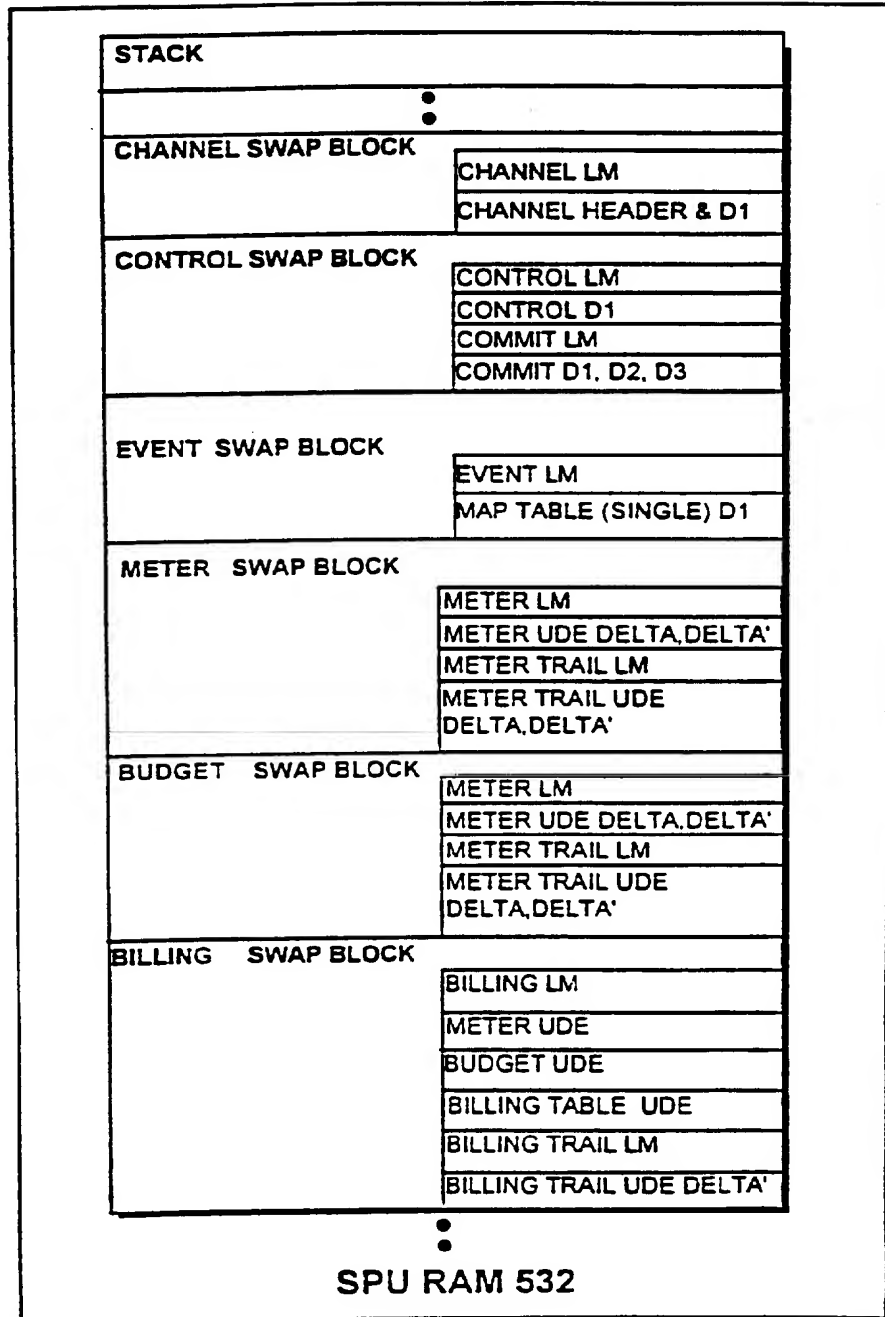 STACK
CHANNEL SWAP BLOCK
CHANNEL LM
CHANNEL HEADER & D1
CONTROL SWAP BLOCK
CONTROL LM
CONTROL D1
COMMIT LM
COMMIT D1, D2, D3
EVENT SWAP BLOCK
EVENT LM
MAP TABLE (SINGLE) D1
METER SWAP BLOCK
METER LM
METER UDE DELTA,DELTA'
METER TRAIL LM
METER TRAIL UDE
DELTA,DELTA'
BUDGET SWAP BLOCK
METER LM
METER UDE DELTA,DELTA'
METER TRAIL LM
METER TRAIL UDE
DELTA,DELTA'
BILLING SWAP BLOCK
BILLING LM
METER UDE
BUDGET UDE
BILLING TABLE UDE
BILLING TRAIL LM
BILLING TRAIL UDE DELTA'
SPU RAM 532